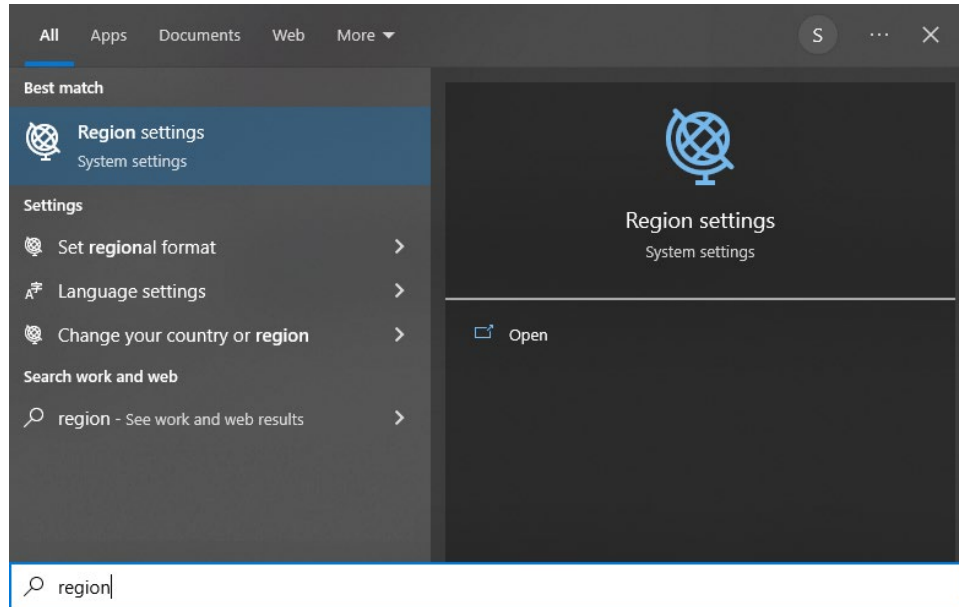 All Apps Documents Web More S ...
Best match
Region settings
System settings
Settings
Set regional format
Language settings
Change your country or region
Search work and web
region - See work and web results
Region settings
System settings
Open
region